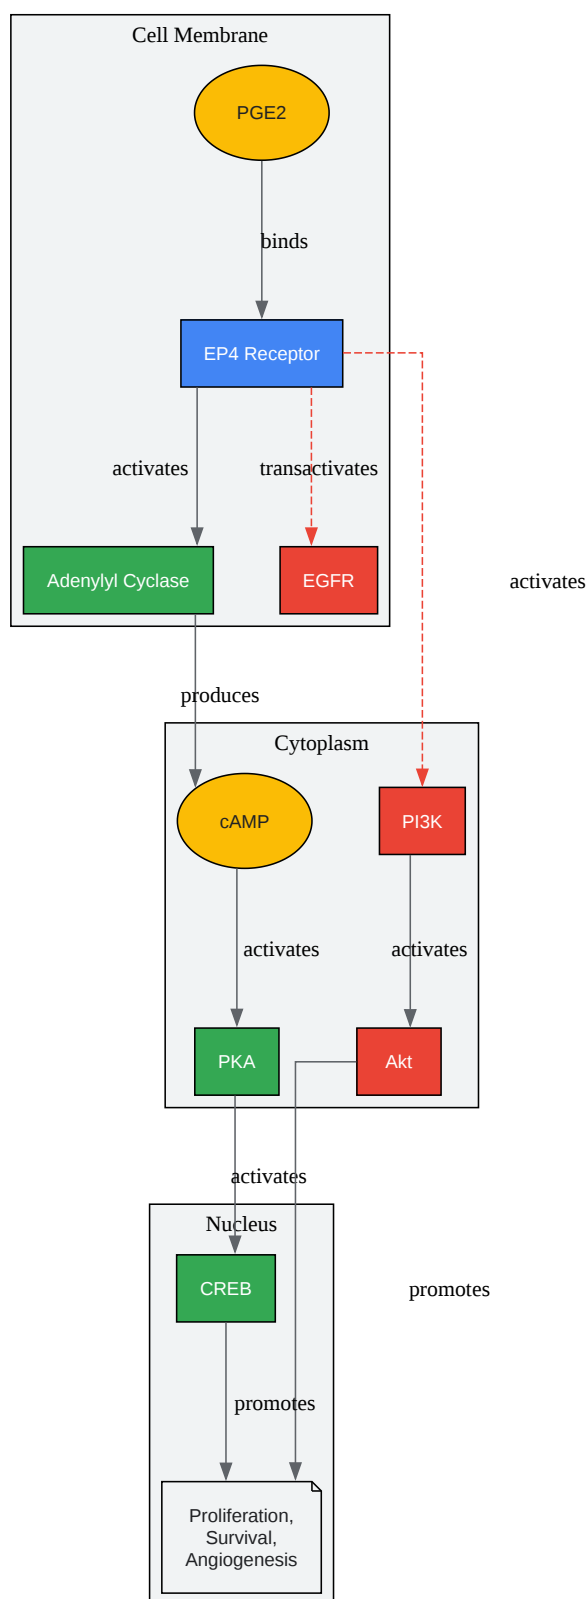 Cell Membrane
PGE2
binds
EP4 Receptor
activates
transactivates
Adenylyl Cyclase
EGFR
activates
produces
Cytoplasm
cAMP
PI3K
activates
activates
PKA
Akt
activates
Nucleus
CREB
promotes
promotes
Proliferation,
Survival,
Angiogenesis